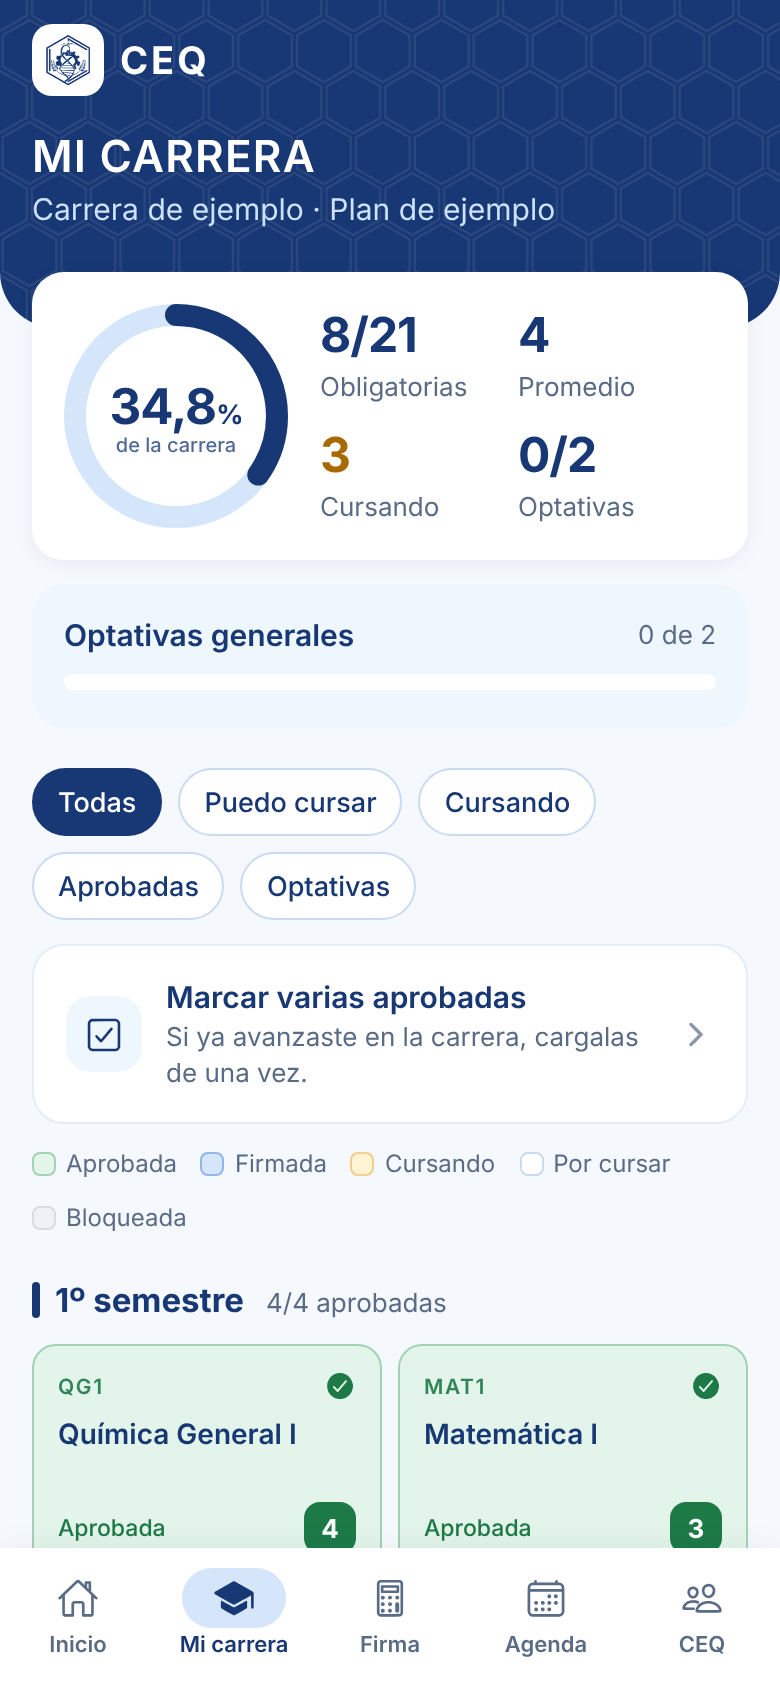 CEQ
MI CARRERA
Carrera de ejemplo · Plan de ejemplo
34,8%
de la carrera
8/21
Obligatorias
4
Promedio
3
Cursando
0/2
Optativas
Optativas generales
0 de 2
Todas
Puedo cursar
Cursando
Aprobadas
Optativas
Marcar varias aprobadas
Si ya avanzaste en la carrera, cargalas
de una vez.
Aprobada
Firmada
Cursando
Por cursar
Bloqueada
1º semestre
4/4 aprobadas
QG1
Química General I
Aprobada
4
MAT1
Matemática I
Aprobada
3
Inicio
Mi carrera
Firma
Agenda
CEQ